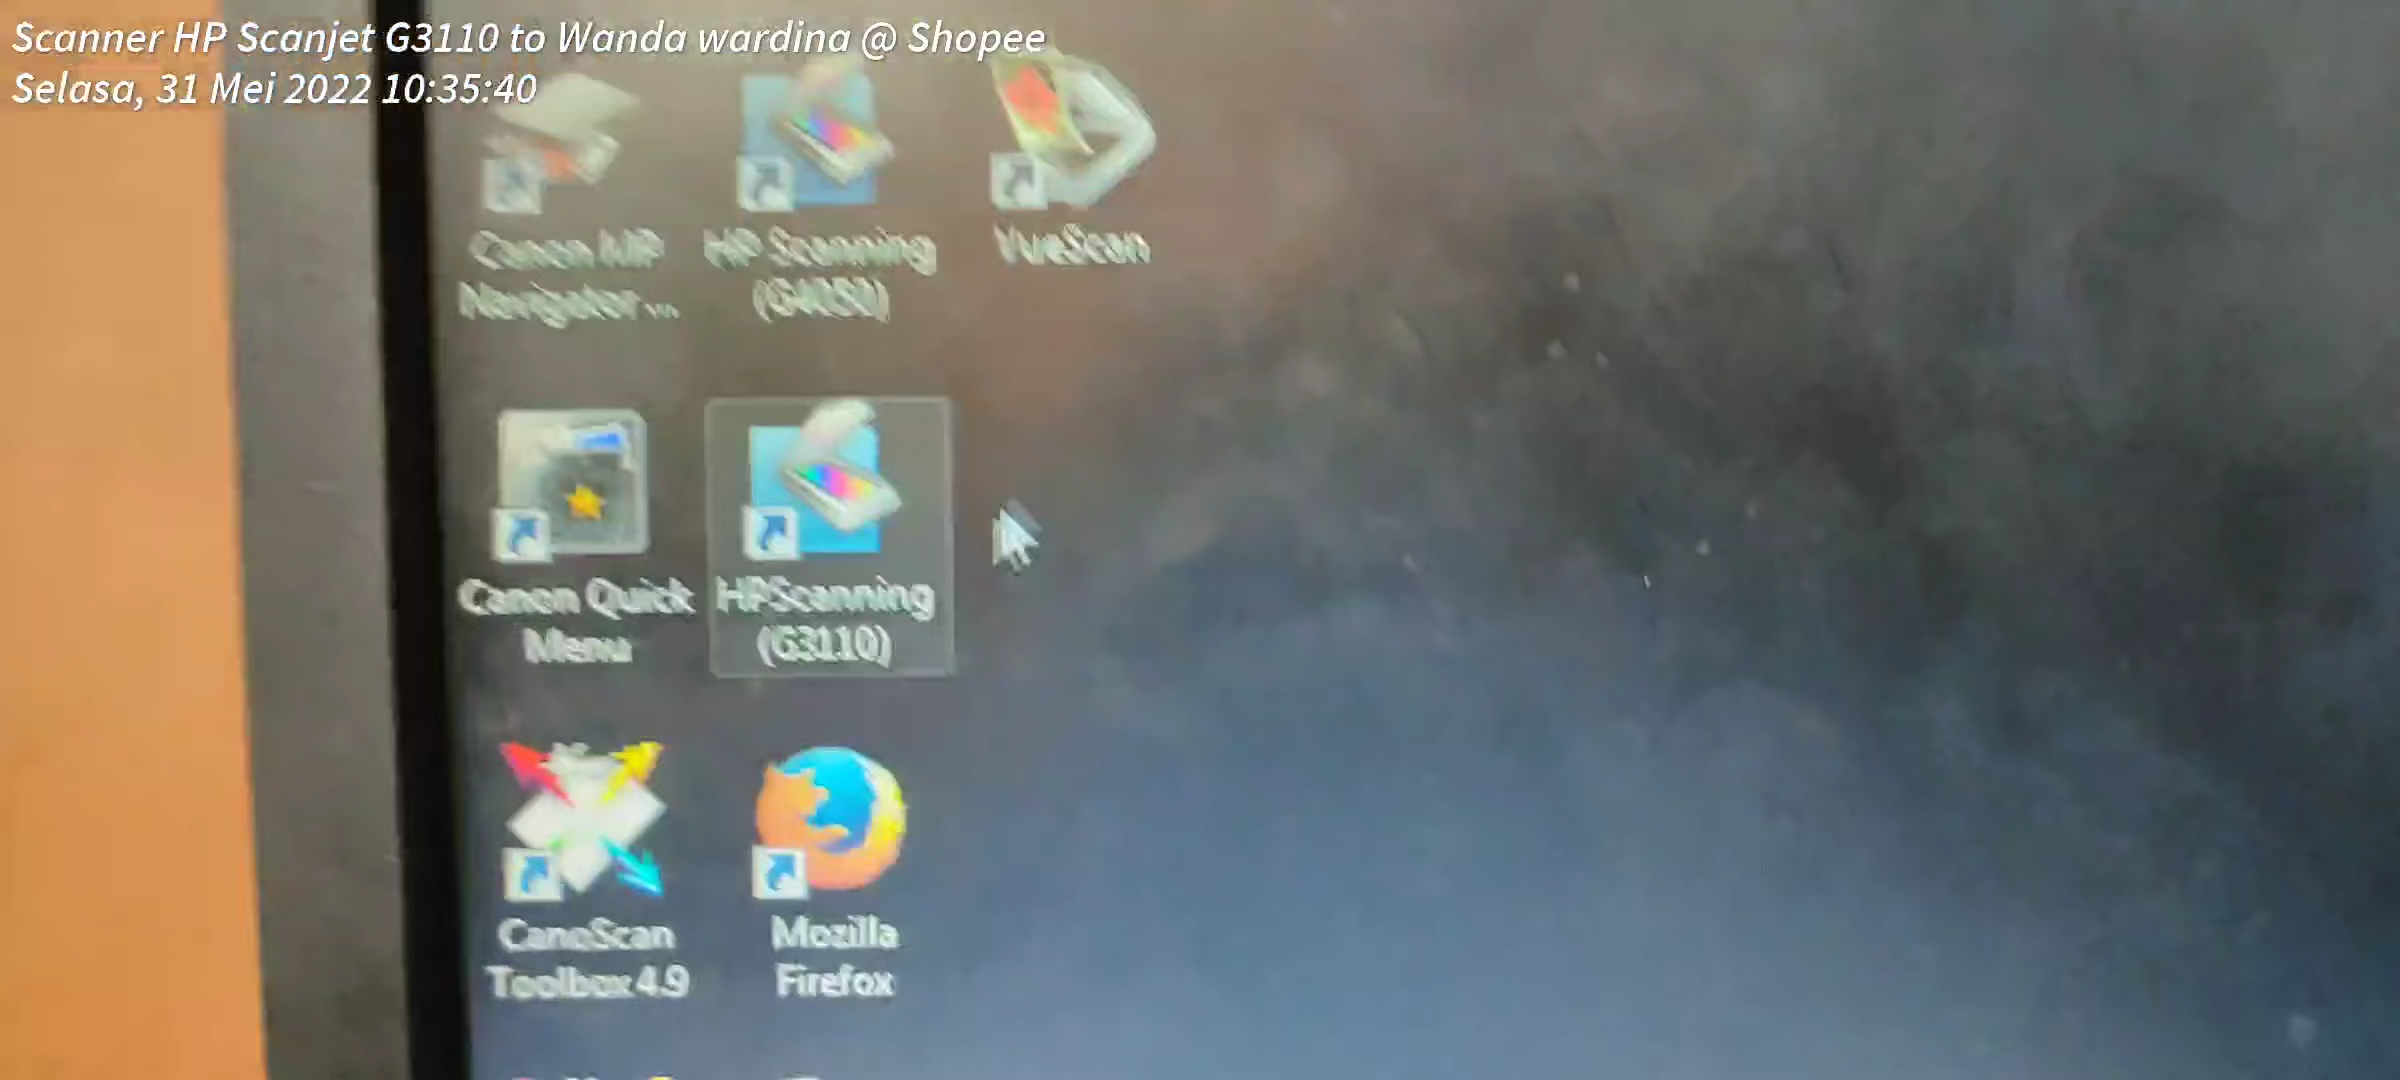 Scanner HP Scanjet G3110 to Wanda wardina @ Shopee
Selasa, 31 Mei 2022 10:35:40
Canon MP
Navigator...
HP Scanning
VueScan
Canon Quick
Menu
HPScanning
(G3110)
CanoScan
Toolbox 4.9
Mozilla
Firefox